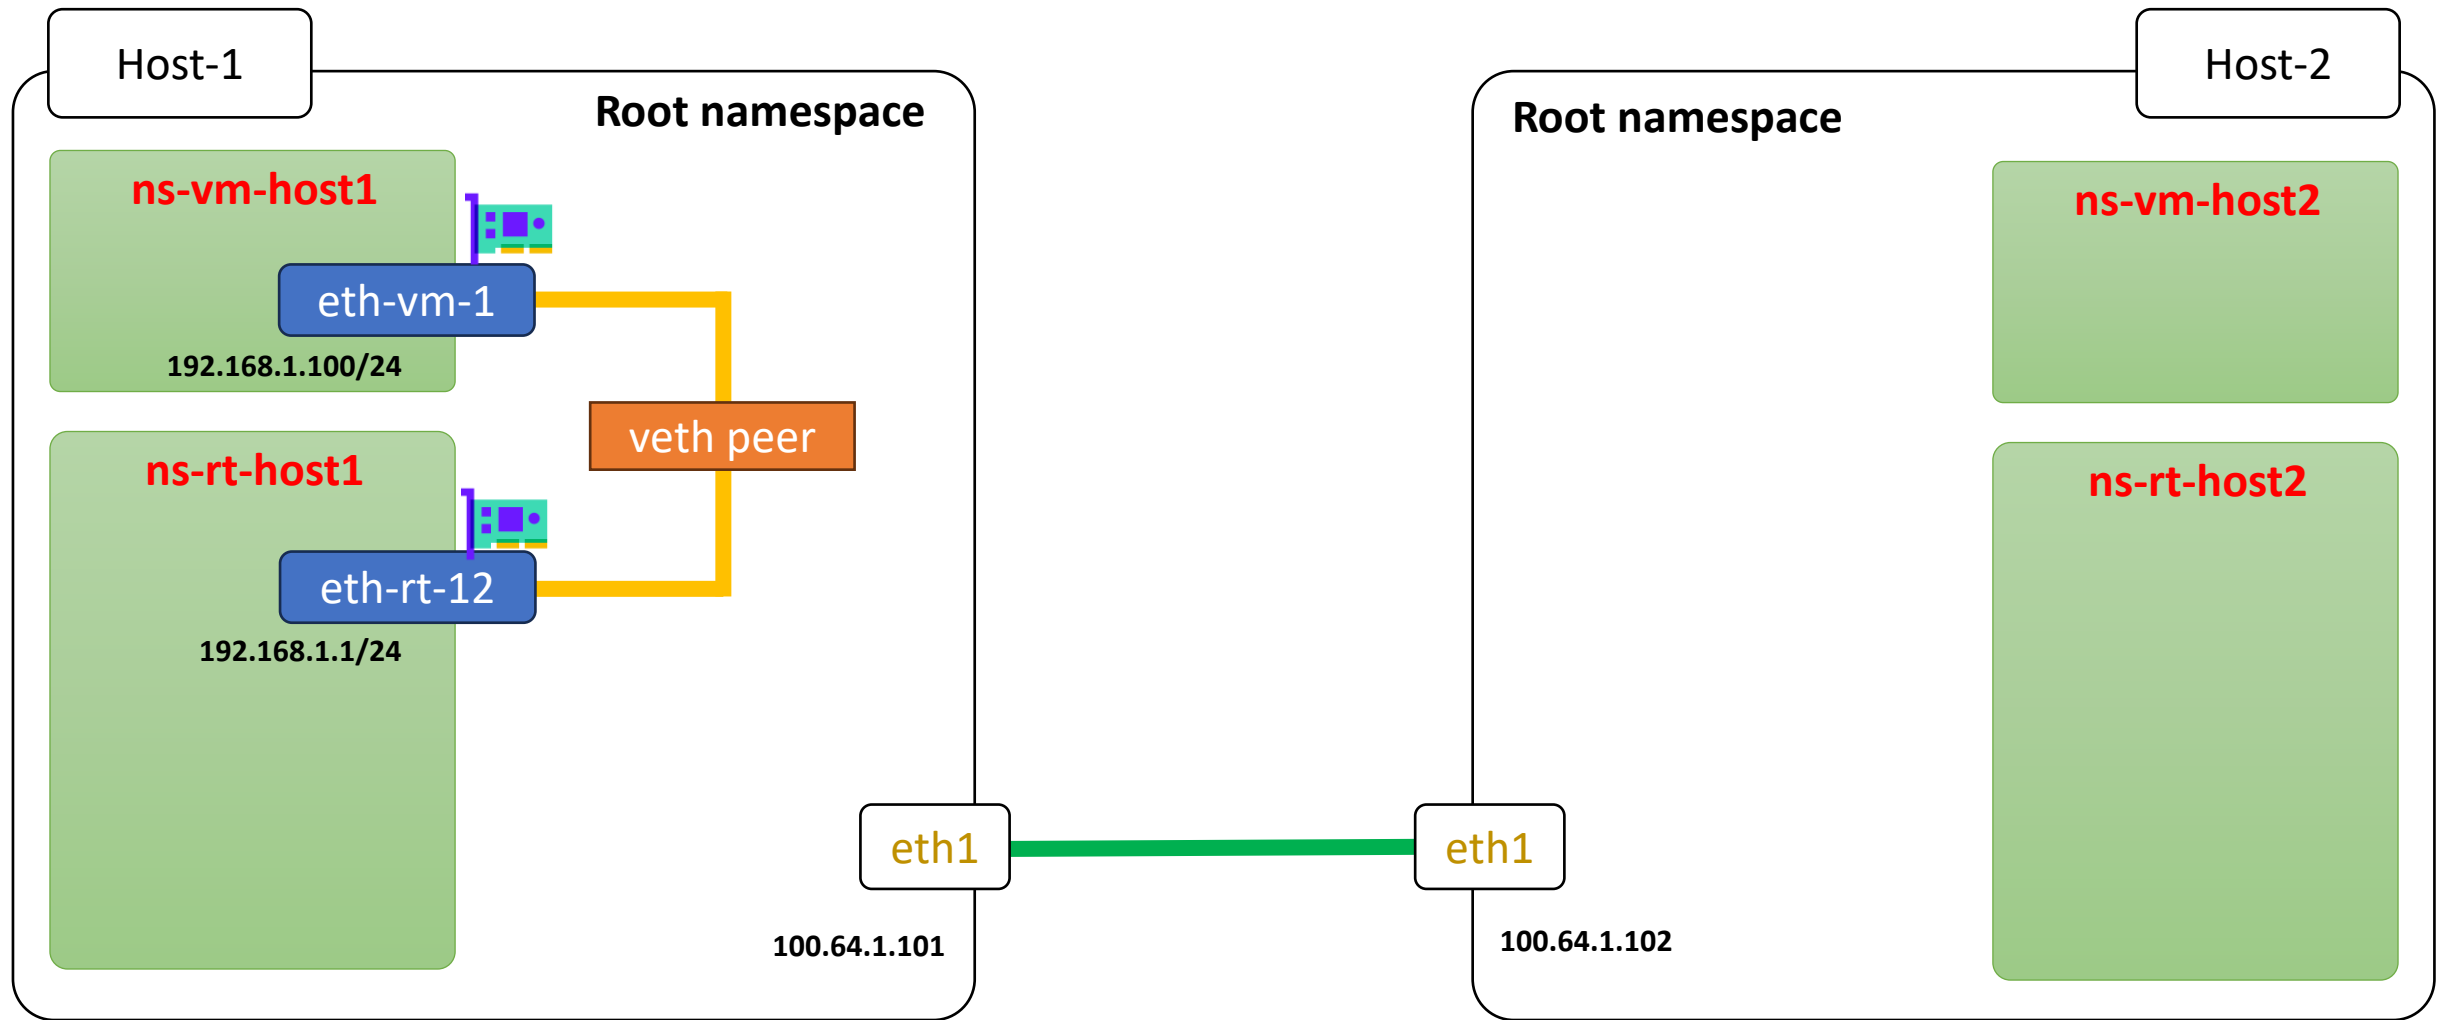 Host-1
Root namespace
ns-vm-host1
eth-vm-1
192.168.1.100/24
veth peer
ns-rt-host1
eth-rt-12
192.168.1.1/24
eth1
100.64.1.101
Host-2
Root namespace
ns-vm-host2
ns-rt-host2
eth1
100.64.1.102